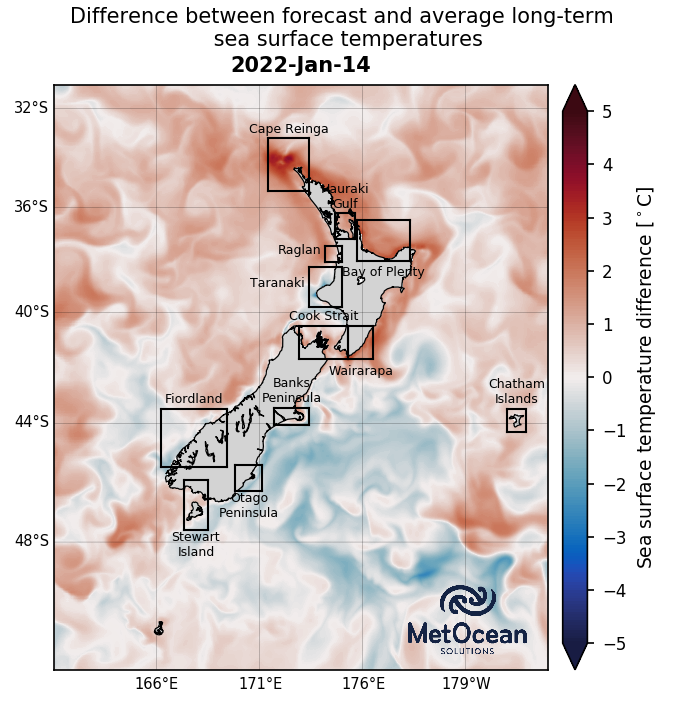 Difference between forecast and average long-term
sea surface temperatures
2022-Jan-14
32°S
36°S
40°S
44°S
48°S
Cape Reinga
Hauraki
Gulf
Raglan
Bay of Plenty
Taranaki
Cook Strait
Wairarapa
Banks
Peninsula
Fiordland
Chatham
Islands
Otago
Peninsula
Stewart
Island
MetOcean
SOLUTIONS
166°E
171°E
176°E
179°W
5
4
3
2
1
0
−1
−2
−3
−4
−5
Sea surface temperature difference [°C]